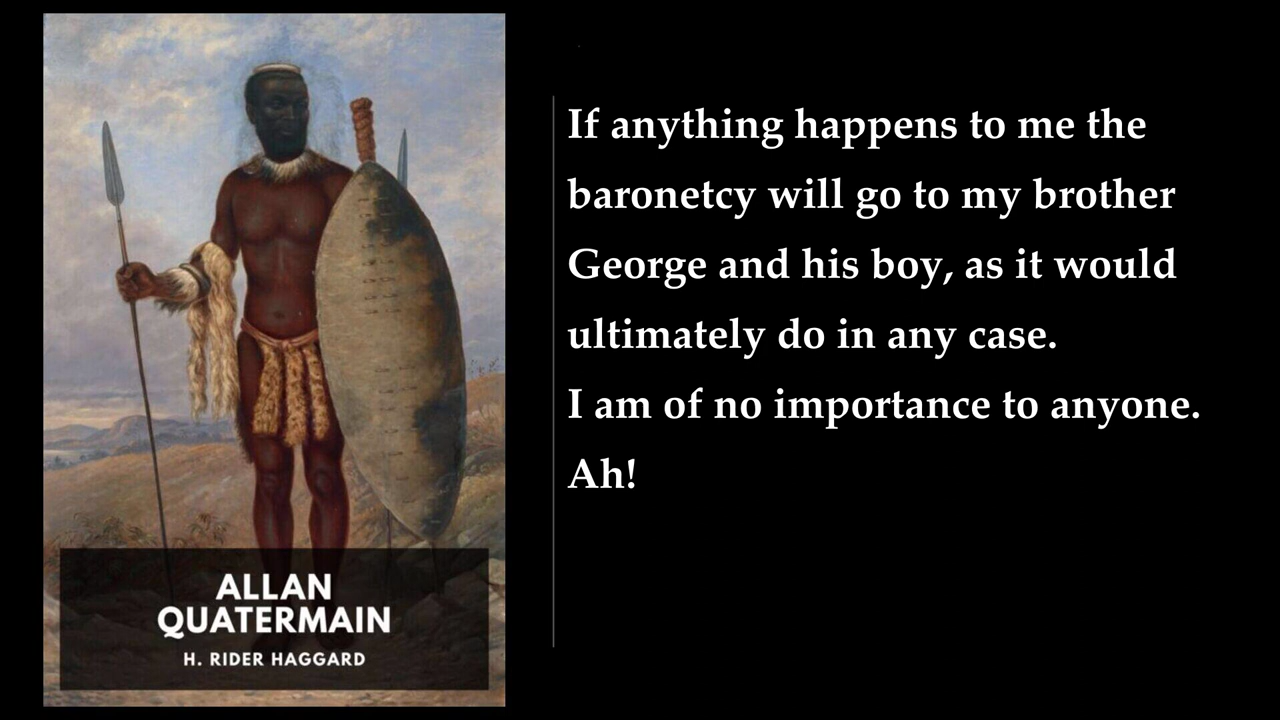 If anything happens to me the
baronetcy will go to my brother
George and his boy, as it would
ultimately do in any case.
I am of no importance to anyone.
Ah!
ALLAN
QUATERMAIN
H. RIDER HAGGARD